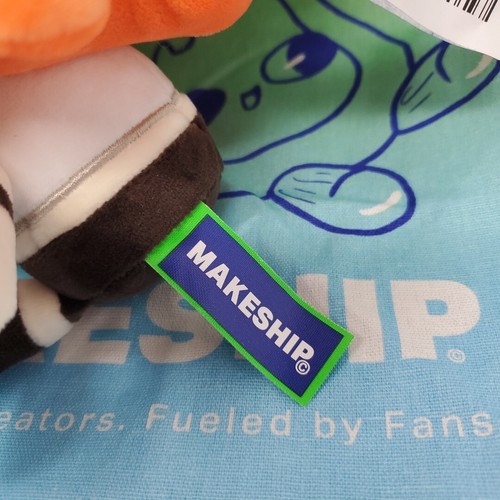 MAKESHIP©
ESHIP®
eators. Fueled by Fans